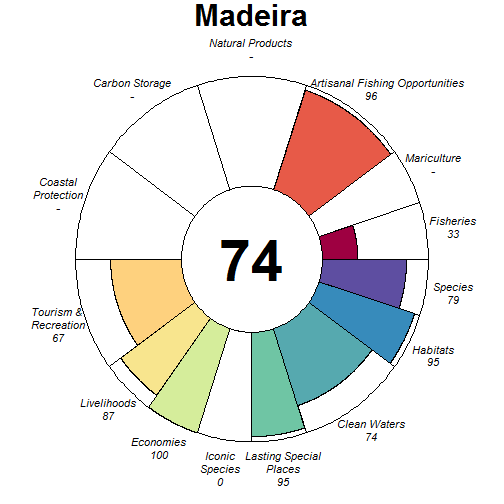 Madeira
Natural Products
-
Carbon Storage
-
Artisanal Fishing Opportunities
96
Mariculture
-
Coastal
Protection
-
Fisheries
33
74
Species
79
Tourism &
Recreation
67
Habitats
95
Livelihoods
87
Clean Waters
74
Economies
100
Iconic
Species
0
Lasting Special
Places
95